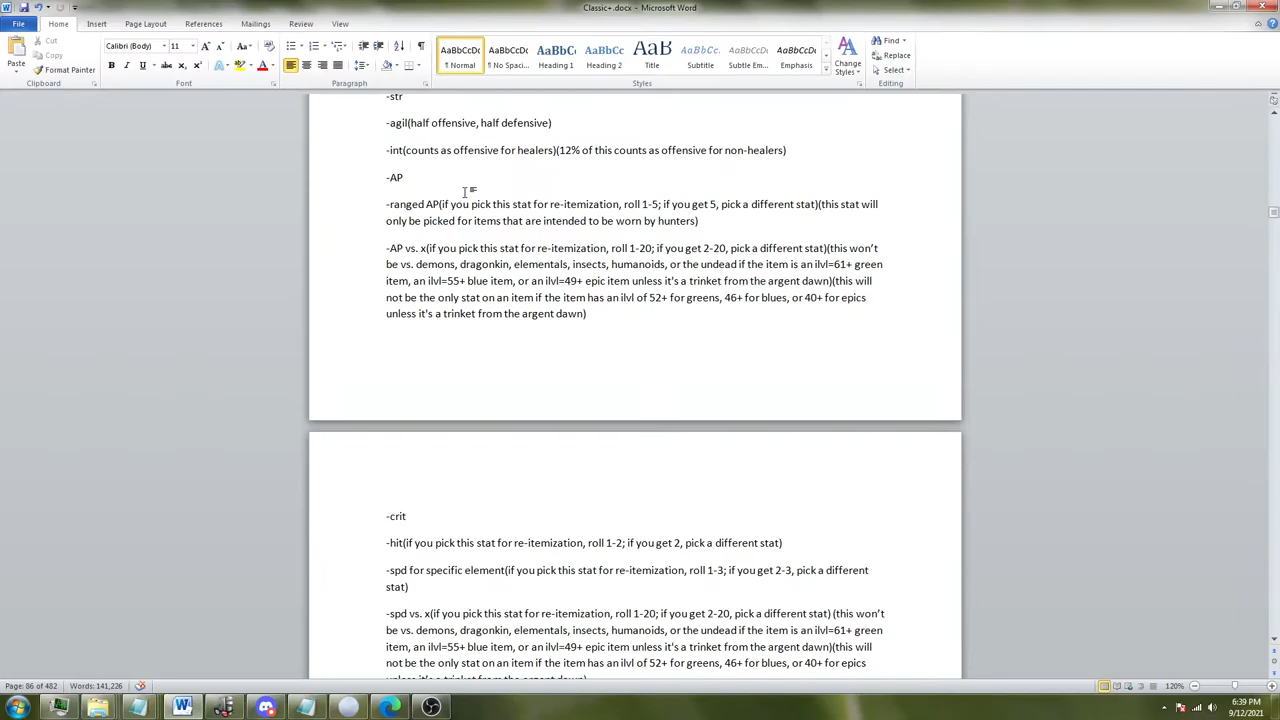 Classic+.docx - Microsoft Word
File Home Insert Page Layout References Mailings Review View
Paste
Cut
Copy
Format Painter
Clipboard
Calibri (Body) 11
Font
Paragraph
AaBbCcDc AaBbCcDc AaBbCc AaBbCc AaB AaBbCcDc AaBbCcDc AaBbCcDc
¶ Normal ¶ No Spaci... Heading 1 Heading 2 Title Subtitle Subtle Em... Emphasis
Styles
Change Styles
Find
Replace
Select
Editing
-str
-agil(half offensive, half defensive)
-int(counts as offensive for healers)(12% of this counts as offensive for non-healers)
-AP
-ranged AP(if you pick this stat for re-itemization, roll 1-5; if you get 5, pick a different stat)(this stat will
only be picked for items that are intended to be worn by hunters)
-AP vs. x(if you pick this stat for re-itemization, roll 1-20; if you get 2-20, pick a different stat)(this won't
be vs. demons, dragonkin, elementals, insects, humanoids, or the undead if the item is an ilvl=61+ green
item, an ilvl=55+ blue item, or an ilvl=49+ epic item unless it's a trinket from the argent dawn)(this will
not be the only stat on an item if the item has an ilvl of 52+ for greens, 46+ for blues, or 40+ for epics
unless it's a trinket from the argent dawn)
-crit
-hit(if you pick this stat for re-itemization, roll 1-2; if you get 2, pick a different stat)
-spd for specific element(if you pick this stat for re-itemization, roll 1-3; if you get 2-3, pick a different
stat)
-spd vs. x(if you pick this stat for re-itemization, roll 1-20; if you get 2-20, pick a different stat) (this won't
be vs. demons, dragonkin, elementals, insects, humanoids, or the undead if the item is an ilvl=61+ green
item, an ilvl=55+ blue item, or an ilvl=49+ epic item unless it's a trinket from the argent dawn)(this will
not be the only stat on an item if the item has an ilvl of 52+ for greens, 46+ for blues, or 40+ for epics
unless it's a trinket from the argent dawn)
Page: 86 of 482 Words: 141,226
120%
6:39 PM
9/12/2021